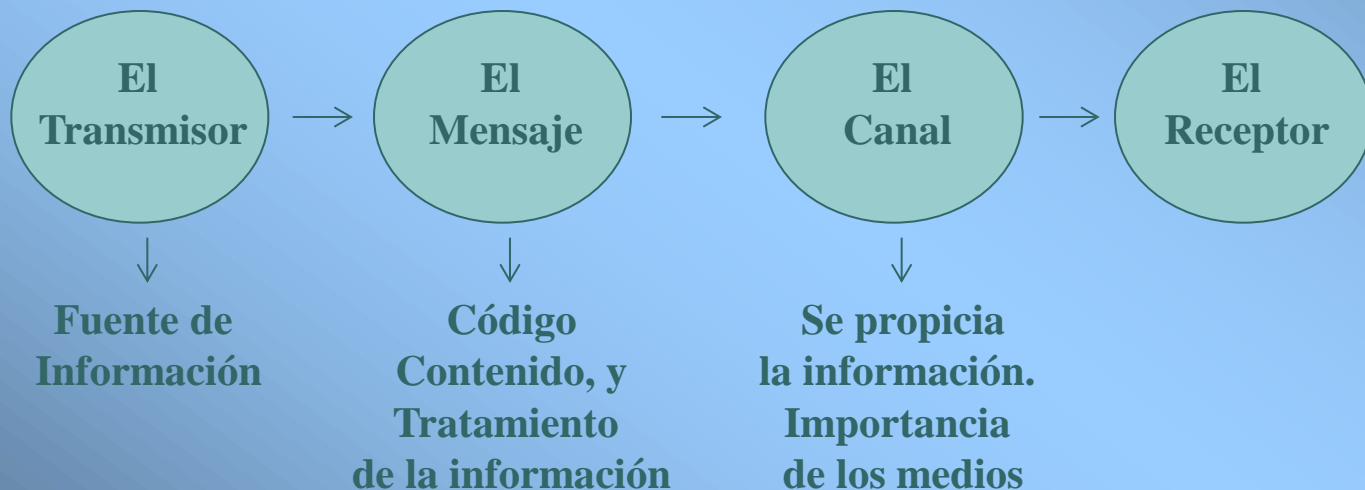 El
Transmisor
El
Mensaje
El
Canal
El
Receptor
Fuente de
Información
Código
Contenido, y
Tratamiento
de la información
Se propicia
la información.
Importancia
de los medios